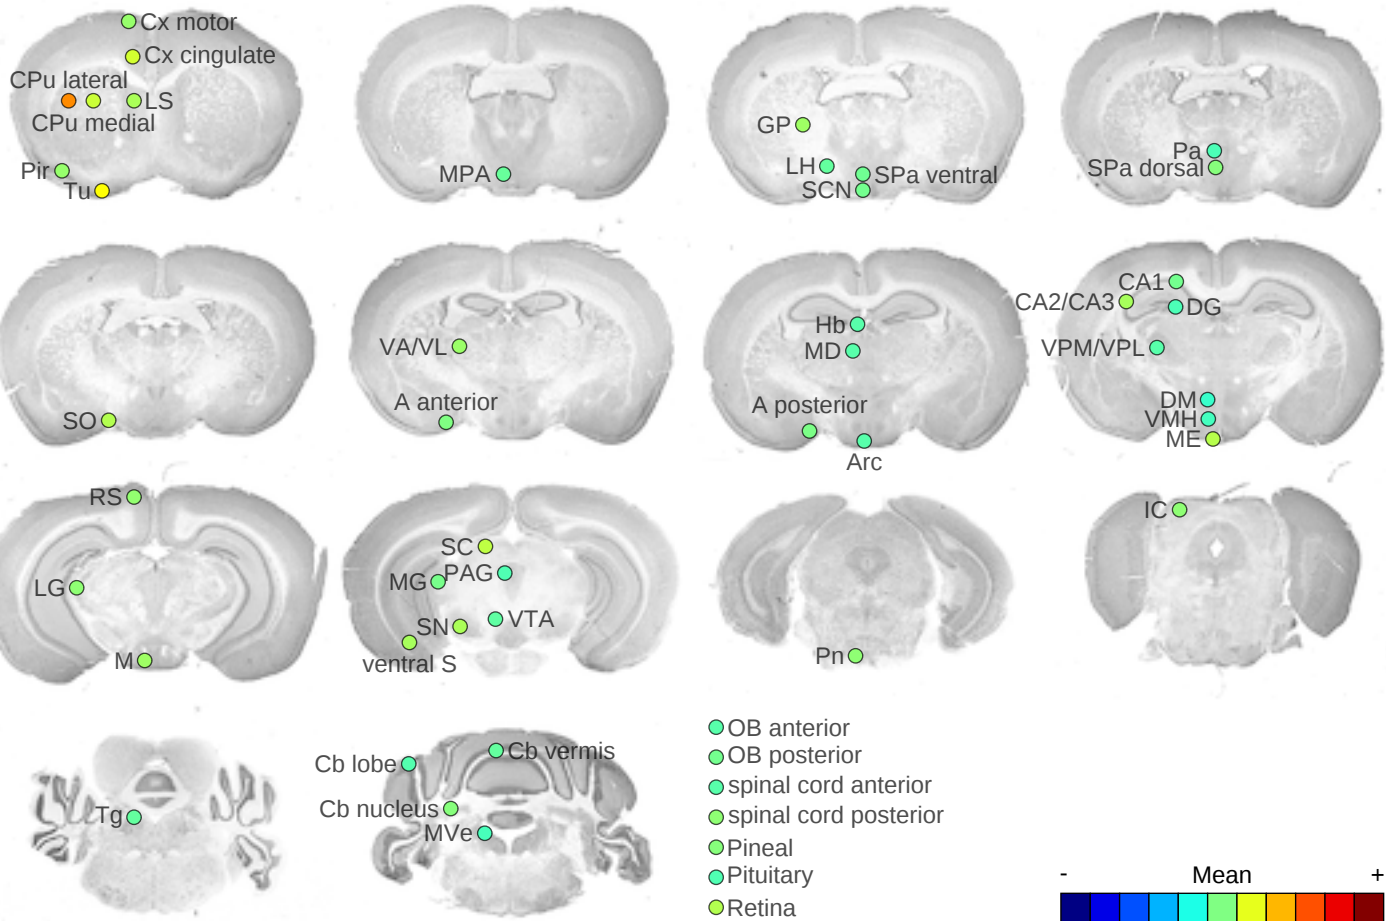 Cx motor
Cx cingulate
CPu lateral
LS
CPu medial
Pir
Tu
MPA
GP
LH
SPa ventral
SCN
Pa
SPa dorsal
SO
VA/VL
A anterior
Hb
MD
A posterior
Arc
CA1
CA2/CA3
DG
VPM/VPL
DM
VMH
ME
RS
LG
M
SC
PAG
MG
VTA
SN
ventral S
Pn
IC
Tg
Cb vermis
Cb lobe
Cb nucleus
MVe
OB anterior
OB posterior
spinal cord anterior
spinal cord posterior
Pineal
Pituitary
Retina
- Mean +